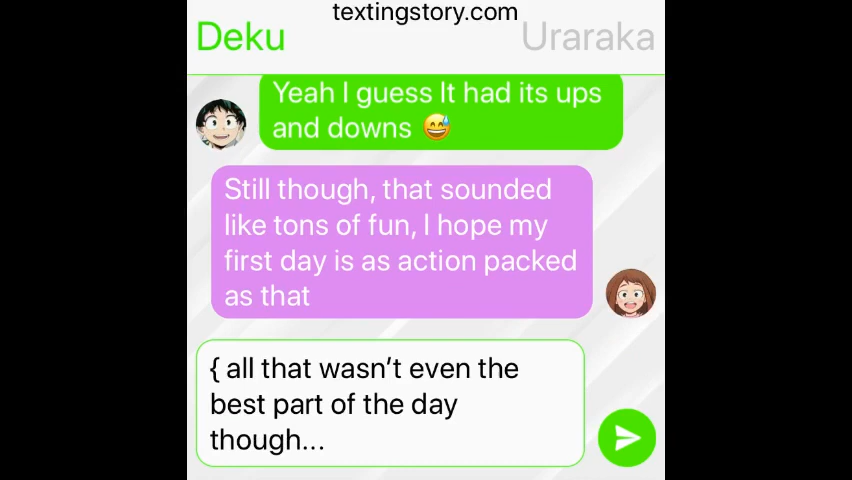 textingstory.com
Deku
Uraraka
Yeah I guess It had its ups
and downs 😅
Still though, that sounded
like tons of fun, I hope my
first day is as action packed
as that
{ all that wasn’t even the
best part of the day
though...